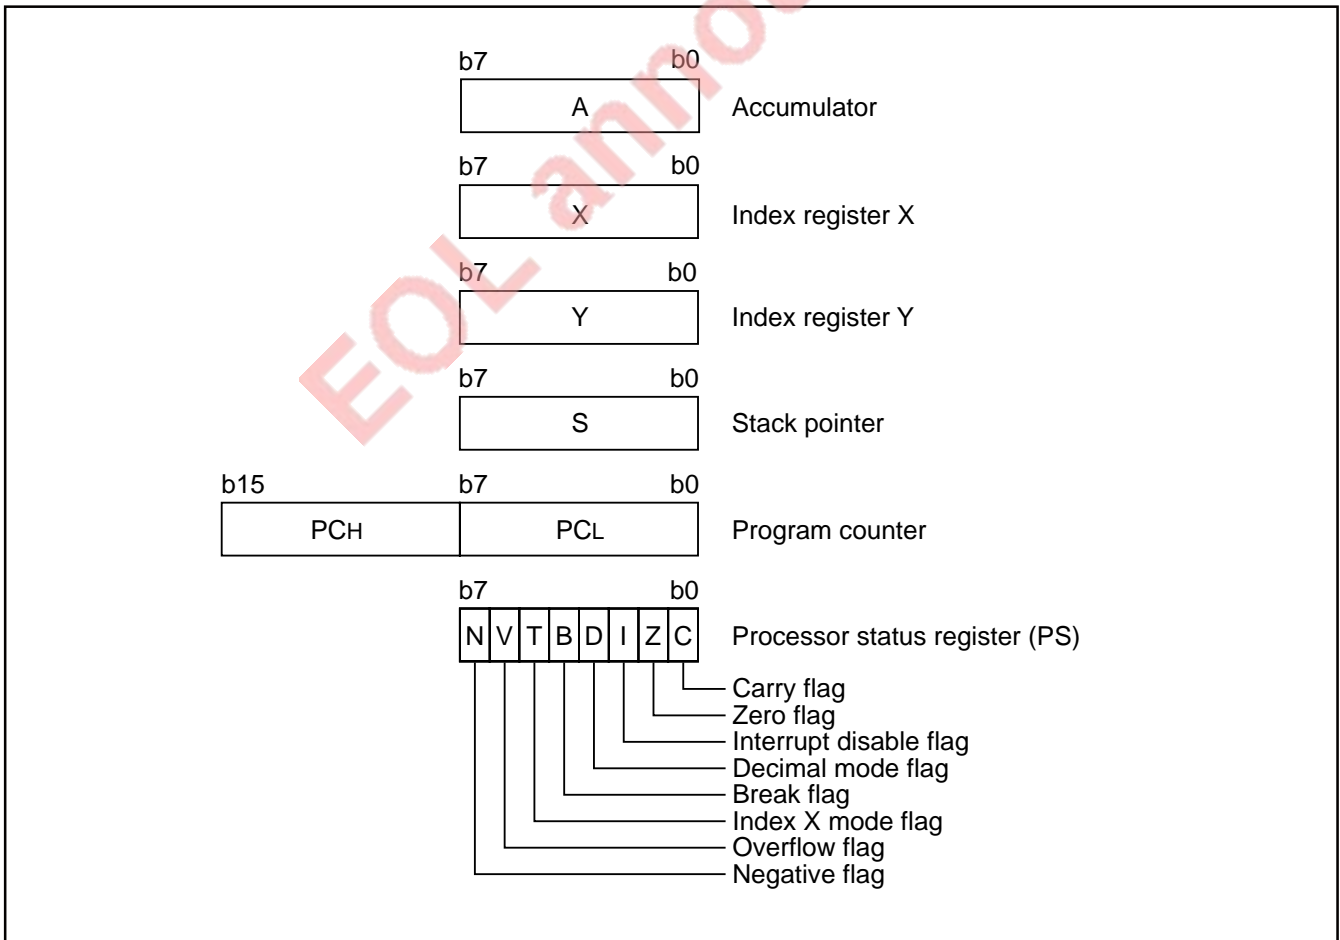 b7 b0
A Accumulator
b7 b0
X Index register X
b7 b0
Y Index register Y
b7 b0
S Stack pointer
b15 b7 b0
PCH PCL Program counter
b7 b0
N V T B D I Z C Processor status register (PS)
Carry flag
Zero flag
Interrupt disable flag
Decimal mode flag
Break flag
Index X mode flag
Overflow flag
Negative flag
EOL